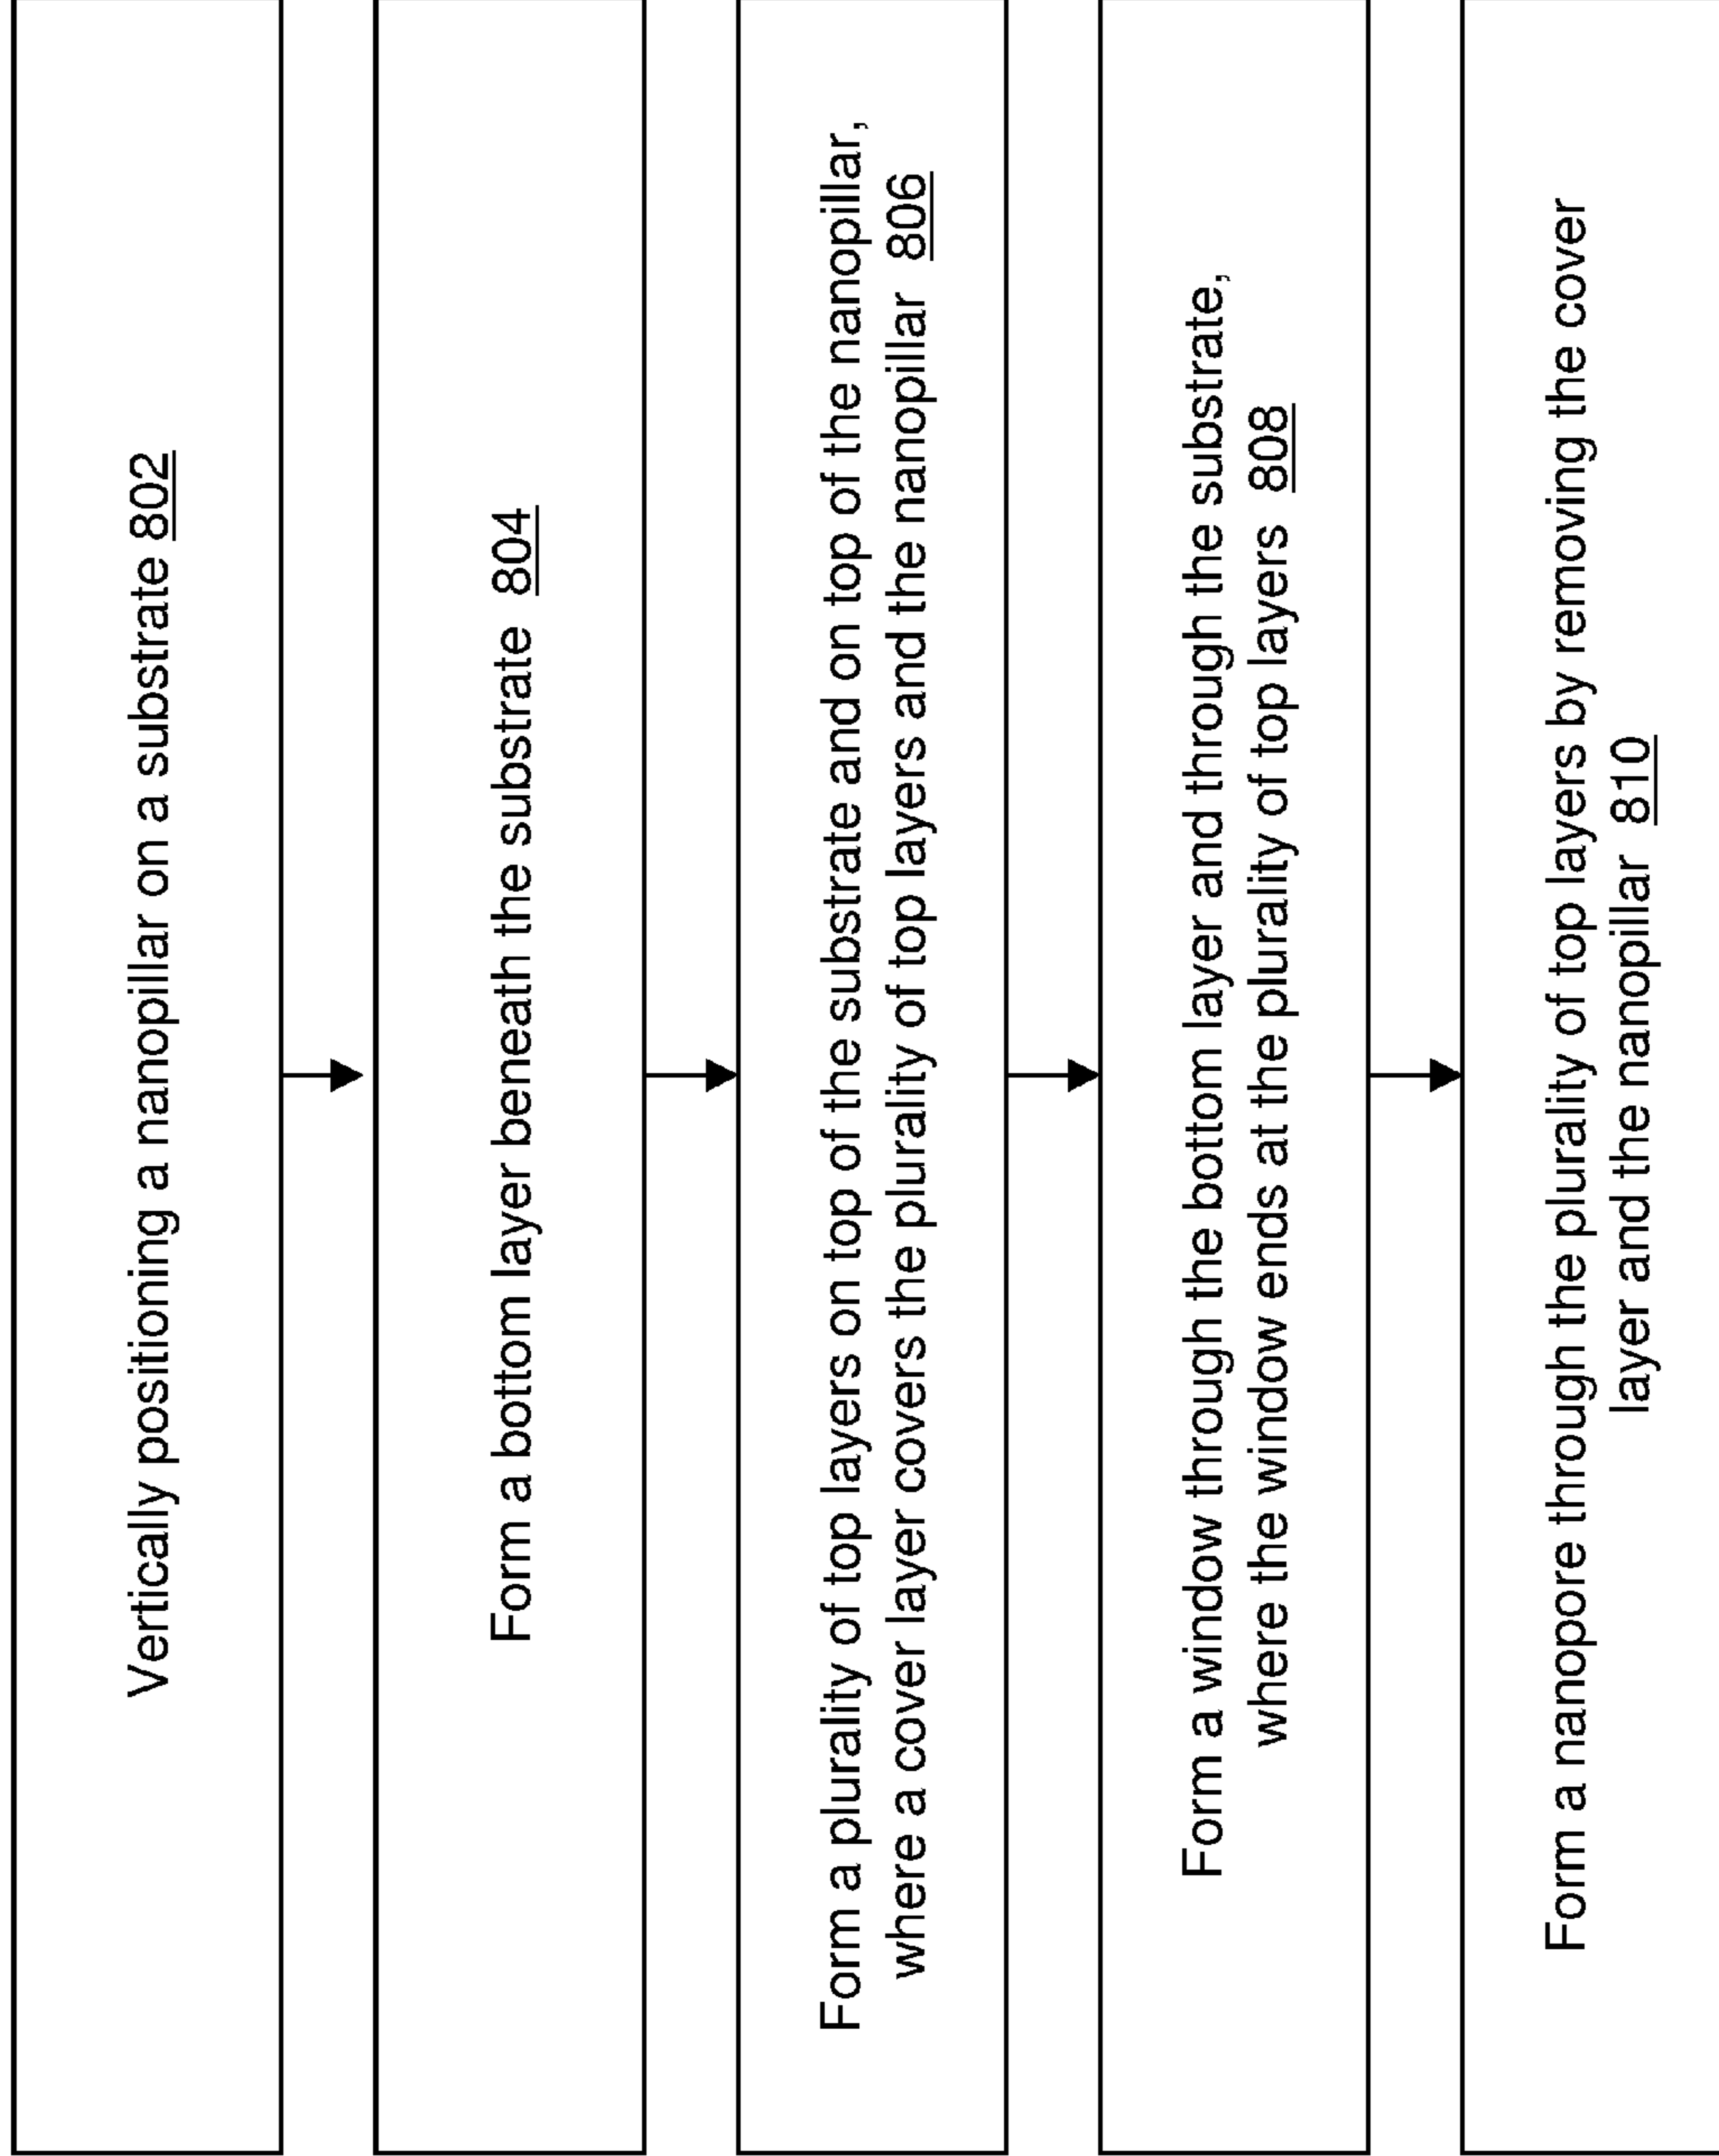 Vertically positioning a nanopillar on a substrate 802
Form a bottom layer beneath the substrate 804
Form a plurality of top layers on top of the substrate and on top of the nanopillar,
where a cover layer covers the plurality of top layers and the nanopillar 806
Form a window through the bottom layer and through the substrate,
where the window ends at the plurality of top layers 808
Form a nanopore through the plurality of top layers by removing the cover
layer and the nanopillar 810